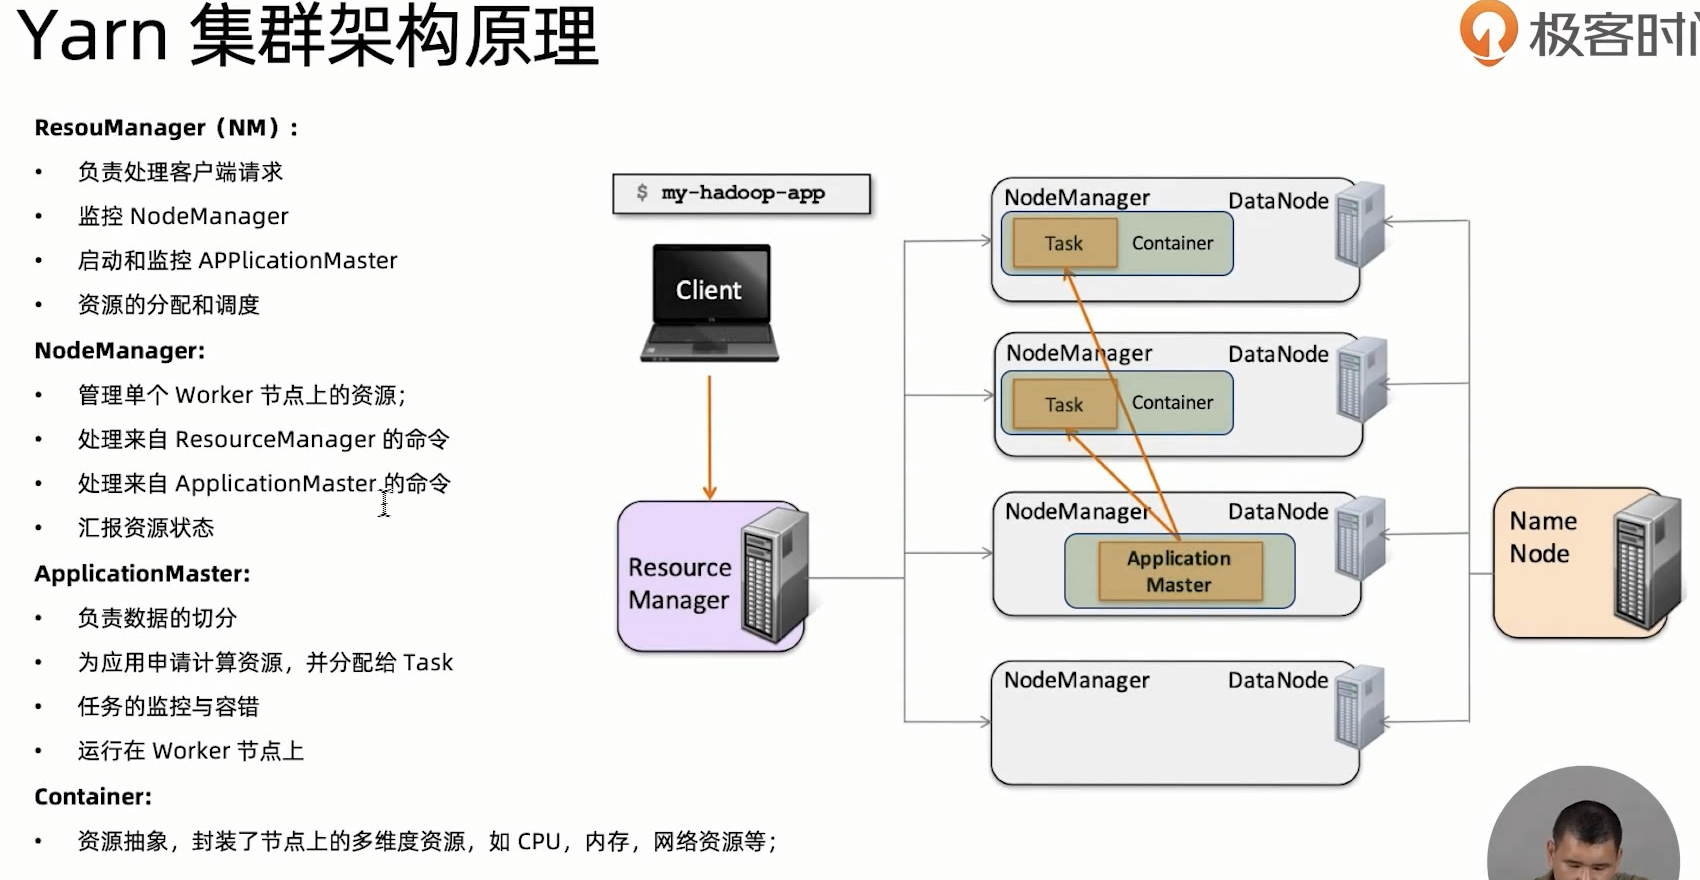 Yarn 集群架构原理
极客时间
ResouManager（NM）:
• 负责处理客户端请求
• 监控 NodeManager
• 启动和监控 APPlicationMaster
• 资源的分配和调度
NodeManager:
• 管理单个 Worker 节点上的资源;
• 处理来自 ResourceManager 的命令
• 处理来自 ApplicationMaster 的命令
• 汇报资源状态
ApplicationMaster:
• 负责数据的切分
• 为应用申请计算资源，并分配给 Task
• 任务的监控与容错
• 运行在 Worker 节点上
Container:
• 资源抽象，封装了节点上的多维度资源，如 CPU，内存，网络资源等;
$ my-hadoop-app
Client
Resource
Manager
NodeManager
DataNode
Task
Container
NodeManager
DataNode
Task
Container
NodeManager
DataNode
Application
Master
NodeManager
DataNode
Name
Node